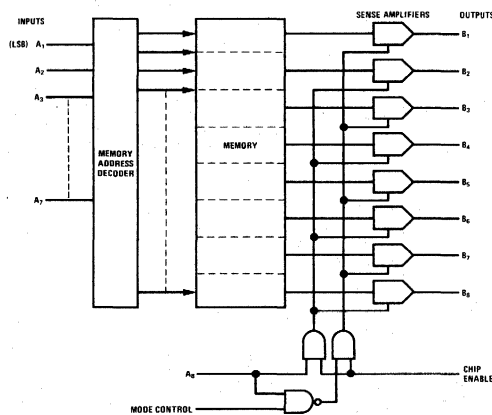 INPUTS
SENSE AMPLIFIERS
OUTPUTS
(LSB) A1
B1
A2
B2
A3
B3
MEMORY ADDRESS DECODER
MEMORY
B4
A7
B5
B6
B7
B8
A8
CHIP ENABLE
MODE CONTROL